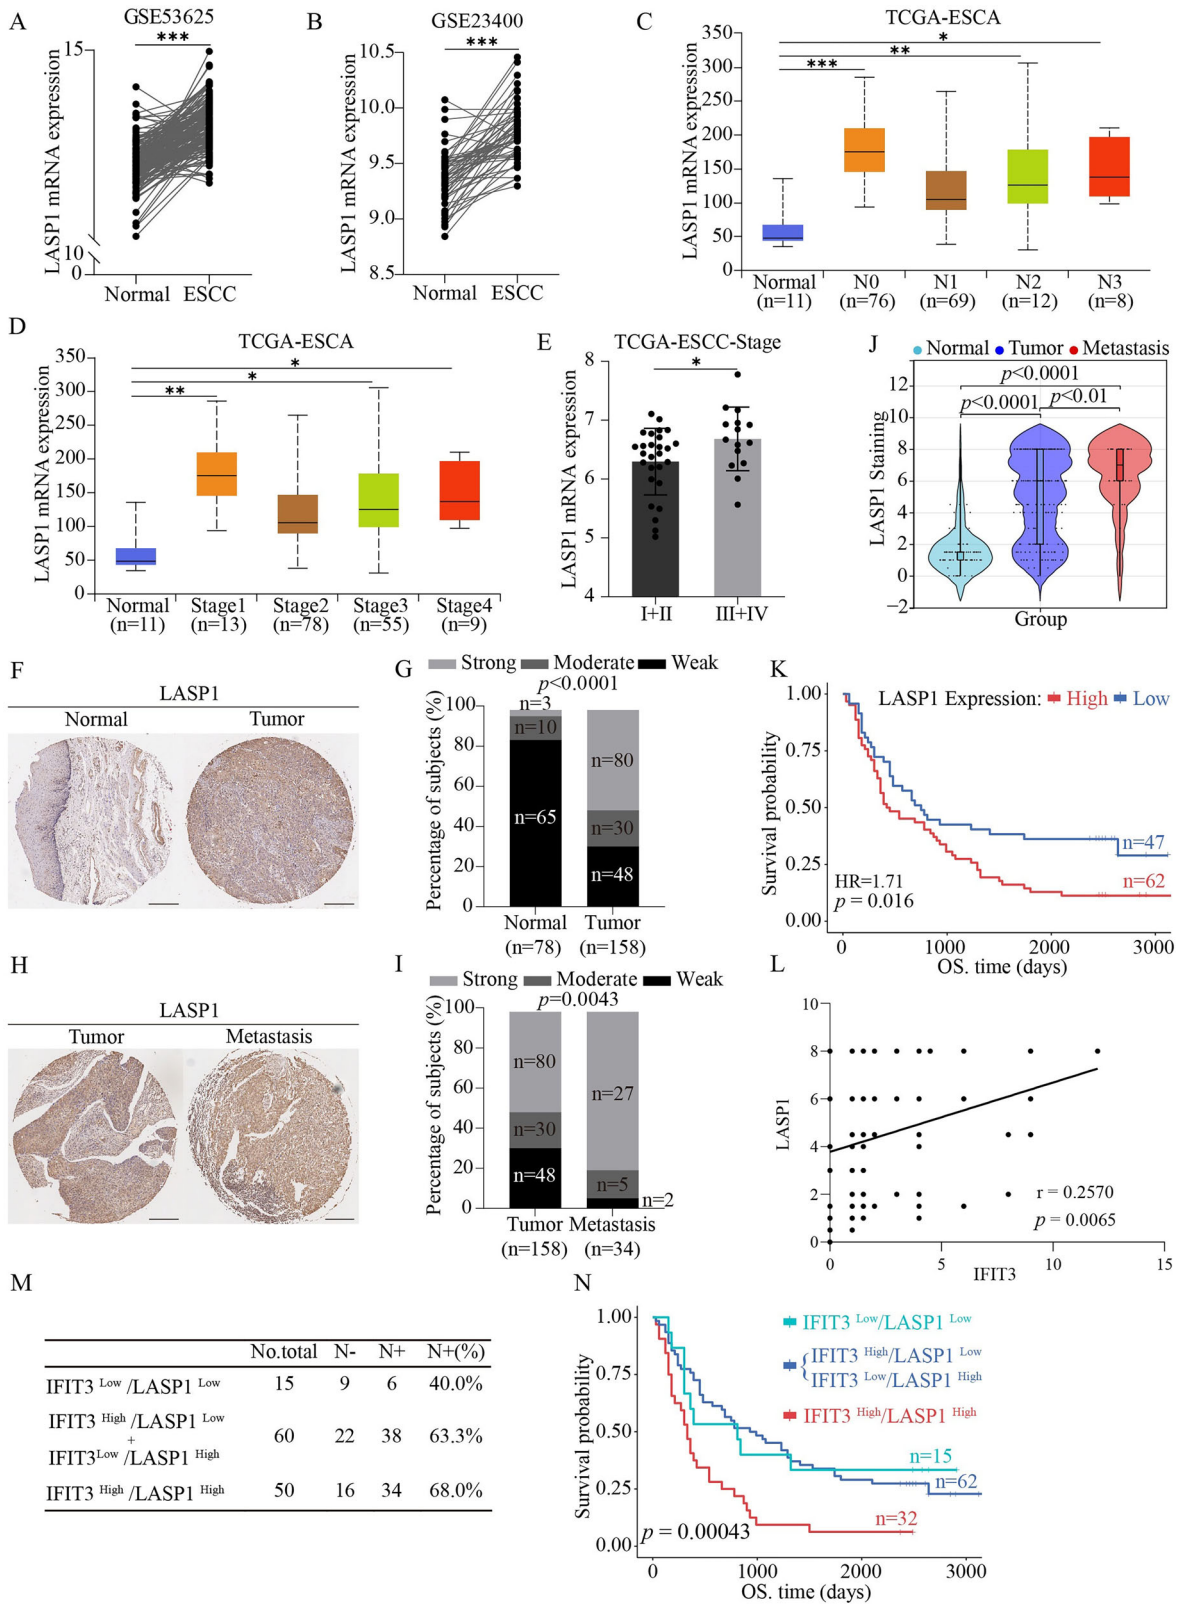 A
GSE53625
***
LASP1 mRNA expression
15
10
0
Normal
ESCC
B
GSE23400
***
LASP1 mRNA expression
10.5
10.0
9.5
9.0
8.5
Normal
ESCC
C
TCGA-ESCA
*
**
***
LASP1 mRNA expression
350
300
250
200
150
100
50
0
Normal
N0
N1
N2
N3
(n=11)
(n=76)
(n=69)
(n=12)
(n=8)
D
TCGA-ESCA
*
*
**
LASP1 mRNA expression
350
300
250
200
150
100
50
0
Normal
Stage1
Stage2
Stage3
Stage4
(n=11)
(n=13)
(n=78)
(n=55)
(n=9)
E
TCGA-ESCC-Stage
*
LASP1 mRNA expression
8
7
6
5
4
I+II
III+IV
J
Normal
Tumor
Metastasis
p<0.0001
p<0.0001
p<0.01
LASP1 Staining
12
10
8
6
4
2
0
−2
Group
F
LASP1
Normal
Tumor
G
Strong
Moderate
Weak
p<0.0001
Percentage of subjects (%)
100
80
60
40
20
0
n=3
n=10
n=65
n=80
n=30
n=48
Normal
Tumor
(n=78)
(n=158)
K
LASP1 Expression:
High
Low
Survival probability
1.00
0.75
0.50
0.25
0.00
n=47
n=62
HR=1.71
p = 0.016
0
1000
2000
3000
OS. time (days)
H
LASP1
Tumor
Metastasis
I
Strong
Moderate
Weak
p=0.0043
Percentage of subjects (%)
100
80
60
40
20
0
n=80
n=30
n=48
n=27
n=5
n=2
Tumor
Metastasis
(n=158)
(n=34)
L
LASP1
10
8
6
4
2
0
r = 0.2570
p = 0.0065
0
5
10
15
IFIT3
M
No.total N- N+ N+(%)
IFIT3 Low /LASP1 Low 15 9 6 40.0%
IFIT3 High /LASP1 Low
+ 60 22 38 63.3%
IFIT3Low /LASP1 High
IFIT3 High /LASP1 High 50 16 34 68.0%
N
Survival probability
1.00
0.75
0.50
0.25
0.00
IFIT3 Low/LASP1 Low
IFIT3 High/LASP1 Low
IFIT3 Low/LASP1 High
IFIT3 High/LASP1 High
n=15
n=62
n=32
p = 0.00043
0
1000
2000
3000
OS. time (days)